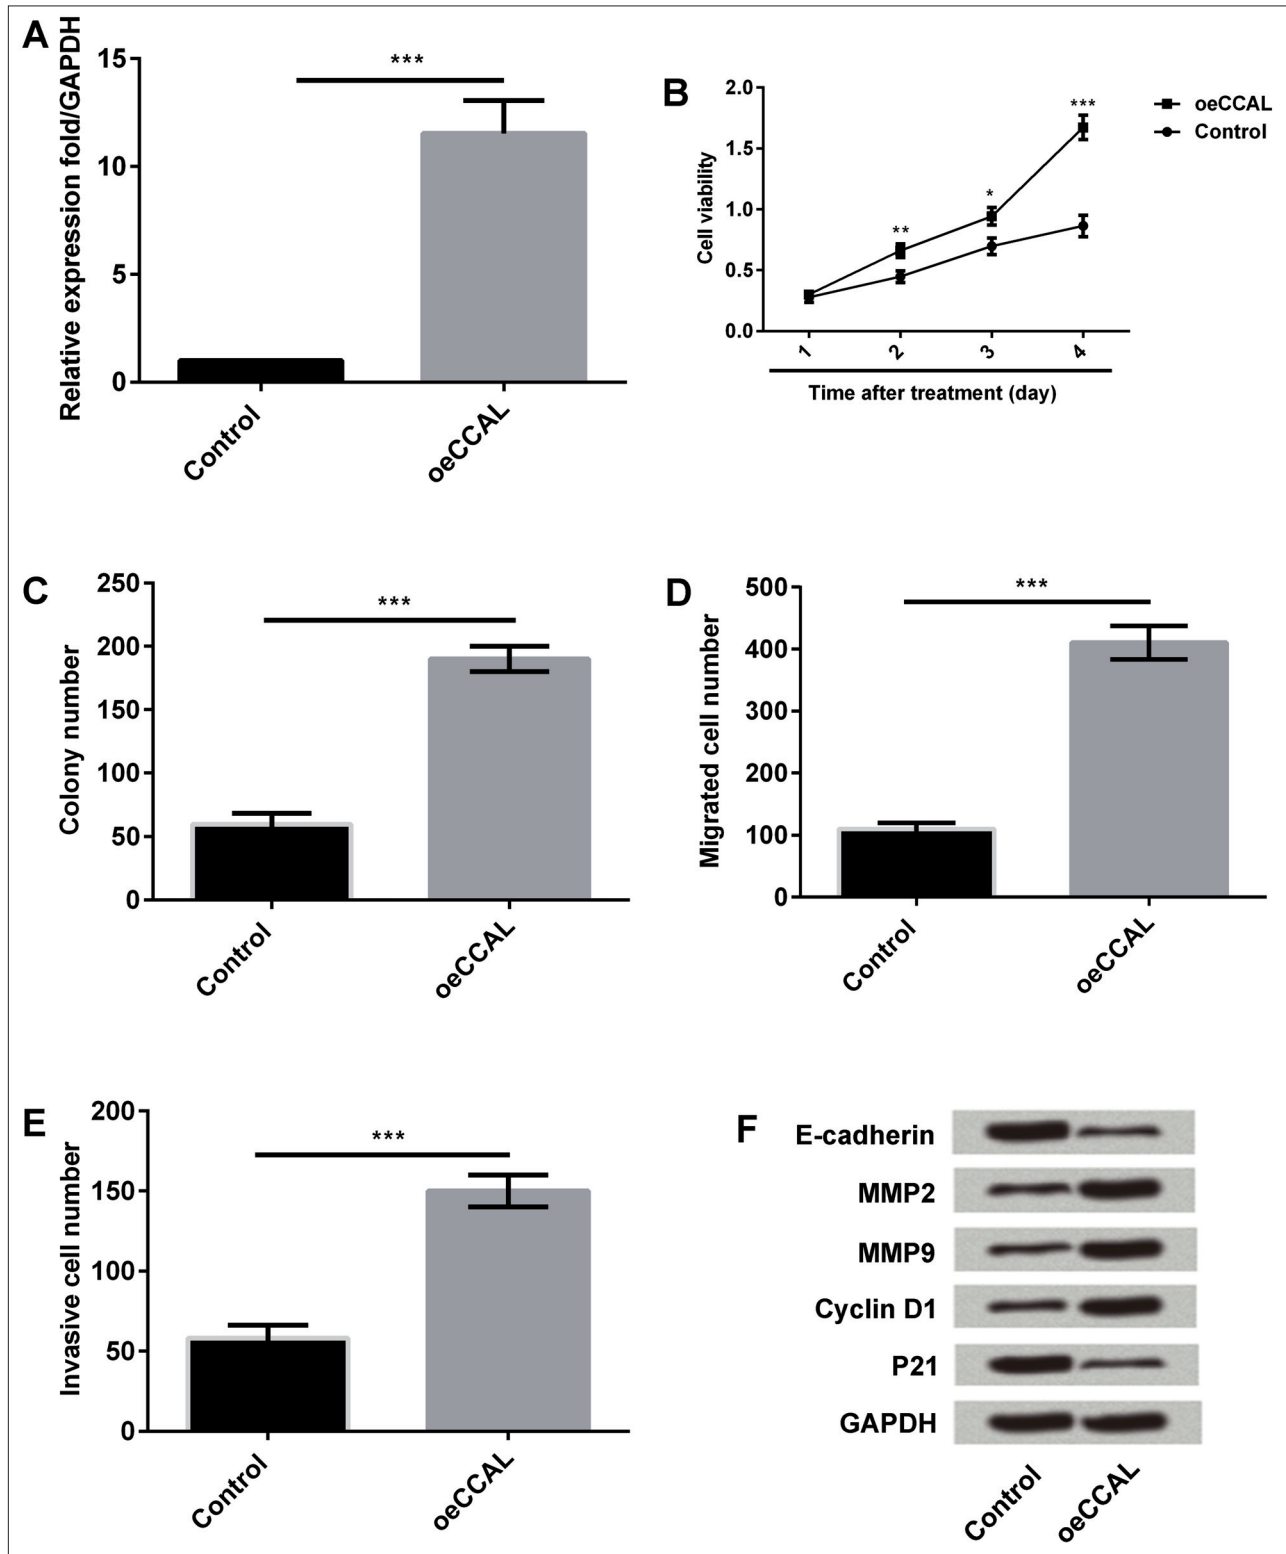 A
Relative expression fold/GAPDH
15
10
5
0
***
Control
oeCCAL
B
Cell viability
2.0
1.5
1.0
0.5
0.0
**
*
***
oeCCAL
Control
1
2
3
4
Time after treatment (day)
C
Colony number
250
200
150
100
50
0
***
Control
oeCCAL
D
Migrated cell number
500
400
300
200
100
0
***
Control
oeCCAL
E
Invasive cell number
200
150
100
50
0
***
Control
oeCCAL
F
E-cadherin
MMP2
MMP9
Cyclin D1
P21
GAPDH
Control
oeCCAL